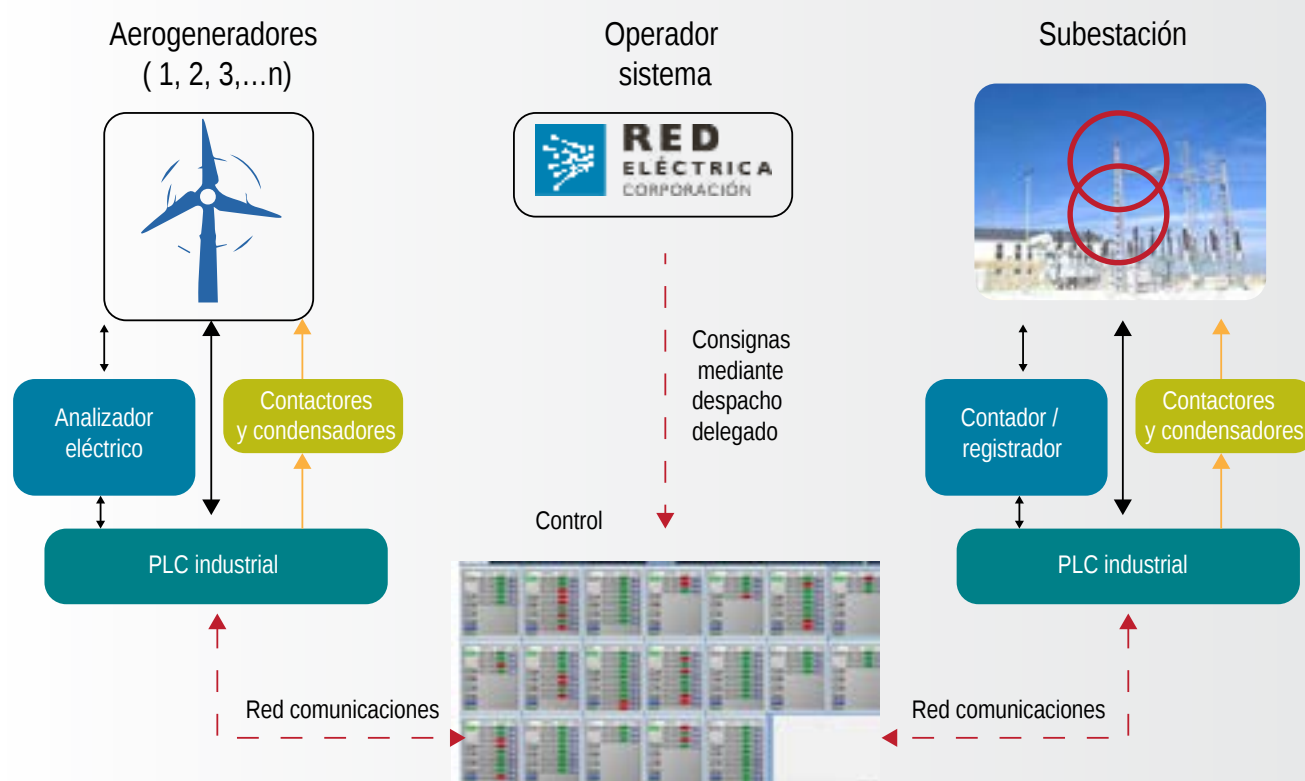 Aerogeneradores
( 1, 2, 3,...n)
Operador
sistema
Subestación
RED
ELÉCTRICA
CORPORACIÓN
Consignas
mediante
despacho
delegado
Analizador
eléctrico
Contactores
y condensadores
Contador /
registrador
Contactores
y condensadores
Control
PLC industrial
PLC industrial
Red comunicaciones
Red comunicaciones